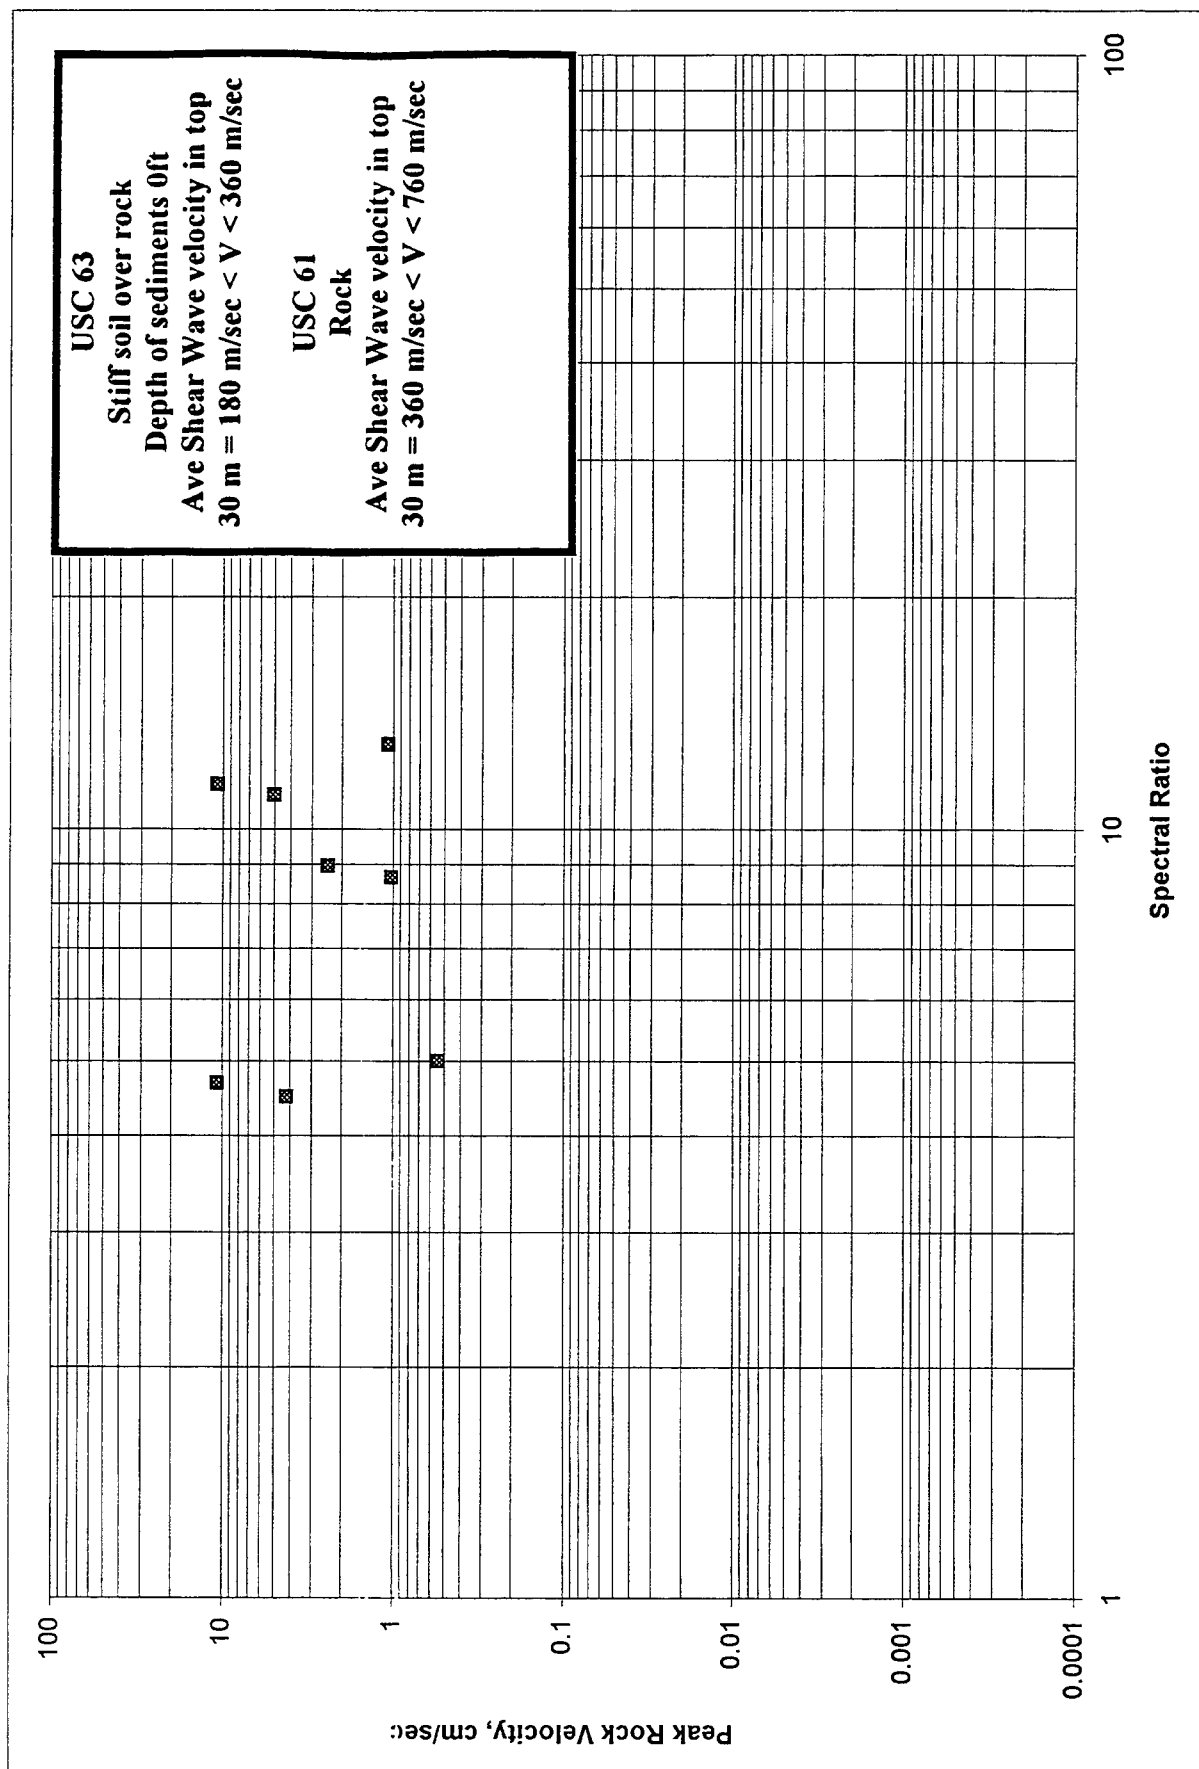 USC 63
Stiff soil over rock
Depth of sediments 0ft
Ave Shear Wave velocity in top
30 m = 180 m/sec < V < 360 m/sec
USC 61
Rock
Ave Shear Wave velocity in top
30 m = 360 m/sec < V < 760 m/sec
100
10
1
0.1
0.01
0.001
0.0001
Peak Rock Velocity, cm/sec
1
10
100
Spectral Ratio